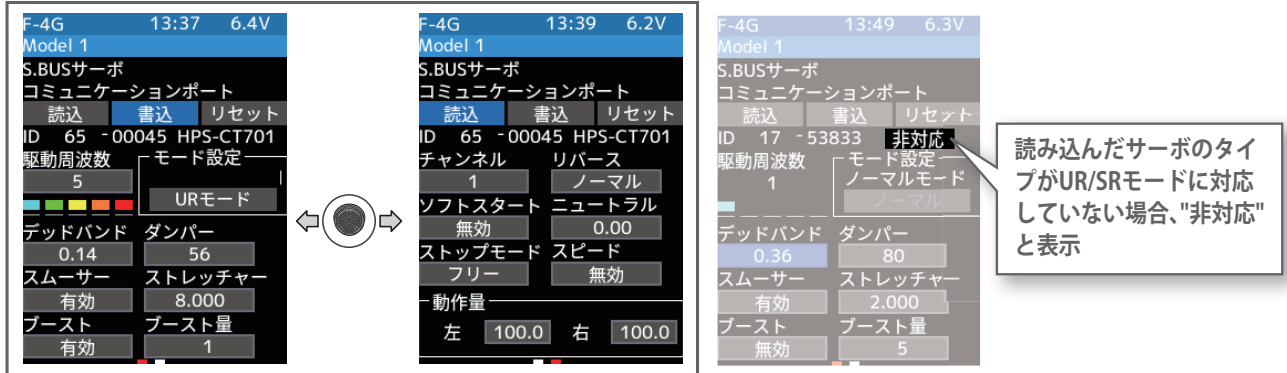 F-4G 13:37 6.4V
Model 1
S.BUSサーボ
コミュニケーションポート
読込 書込 リセット
ID 65 -00045 HPS-CT701
駆動周波数 モード設定
5
URモード
デッドバンド ダンパー
0.14 56
スムーサー ストレッチャー
有効 8.000
ブースト ブースト量
有効 1
F-4G 13:39 6.2V
Model 1
S.BUSサーボ
コミュニケーションポート
読込 書込 リセット
ID 65 -00045 HPS-CT701
チャンネル リバース
1 ノーマル
ソフトスタート ニュートラル
無効 0.00
ストップモード スピード
フリー 無効
動作量
左 100.0 右 100.0
F-4G 13:49 6.3V
Model 1
S.BUSサーボ
コミュニケーションポート
読込 書込 リセット
ID 17 -53833 非対応
駆動周波数 モード設定
1 ノーマルモード
ノーマル
デッドバンド ダンパー
0.36 80
スムーサー ストレッチャー
有効 2.000
ブースト ブースト量
無効 5
読み込んだサーボのタイ
プがUR/SRモードに対応
していない場合、"非対応"
と表示